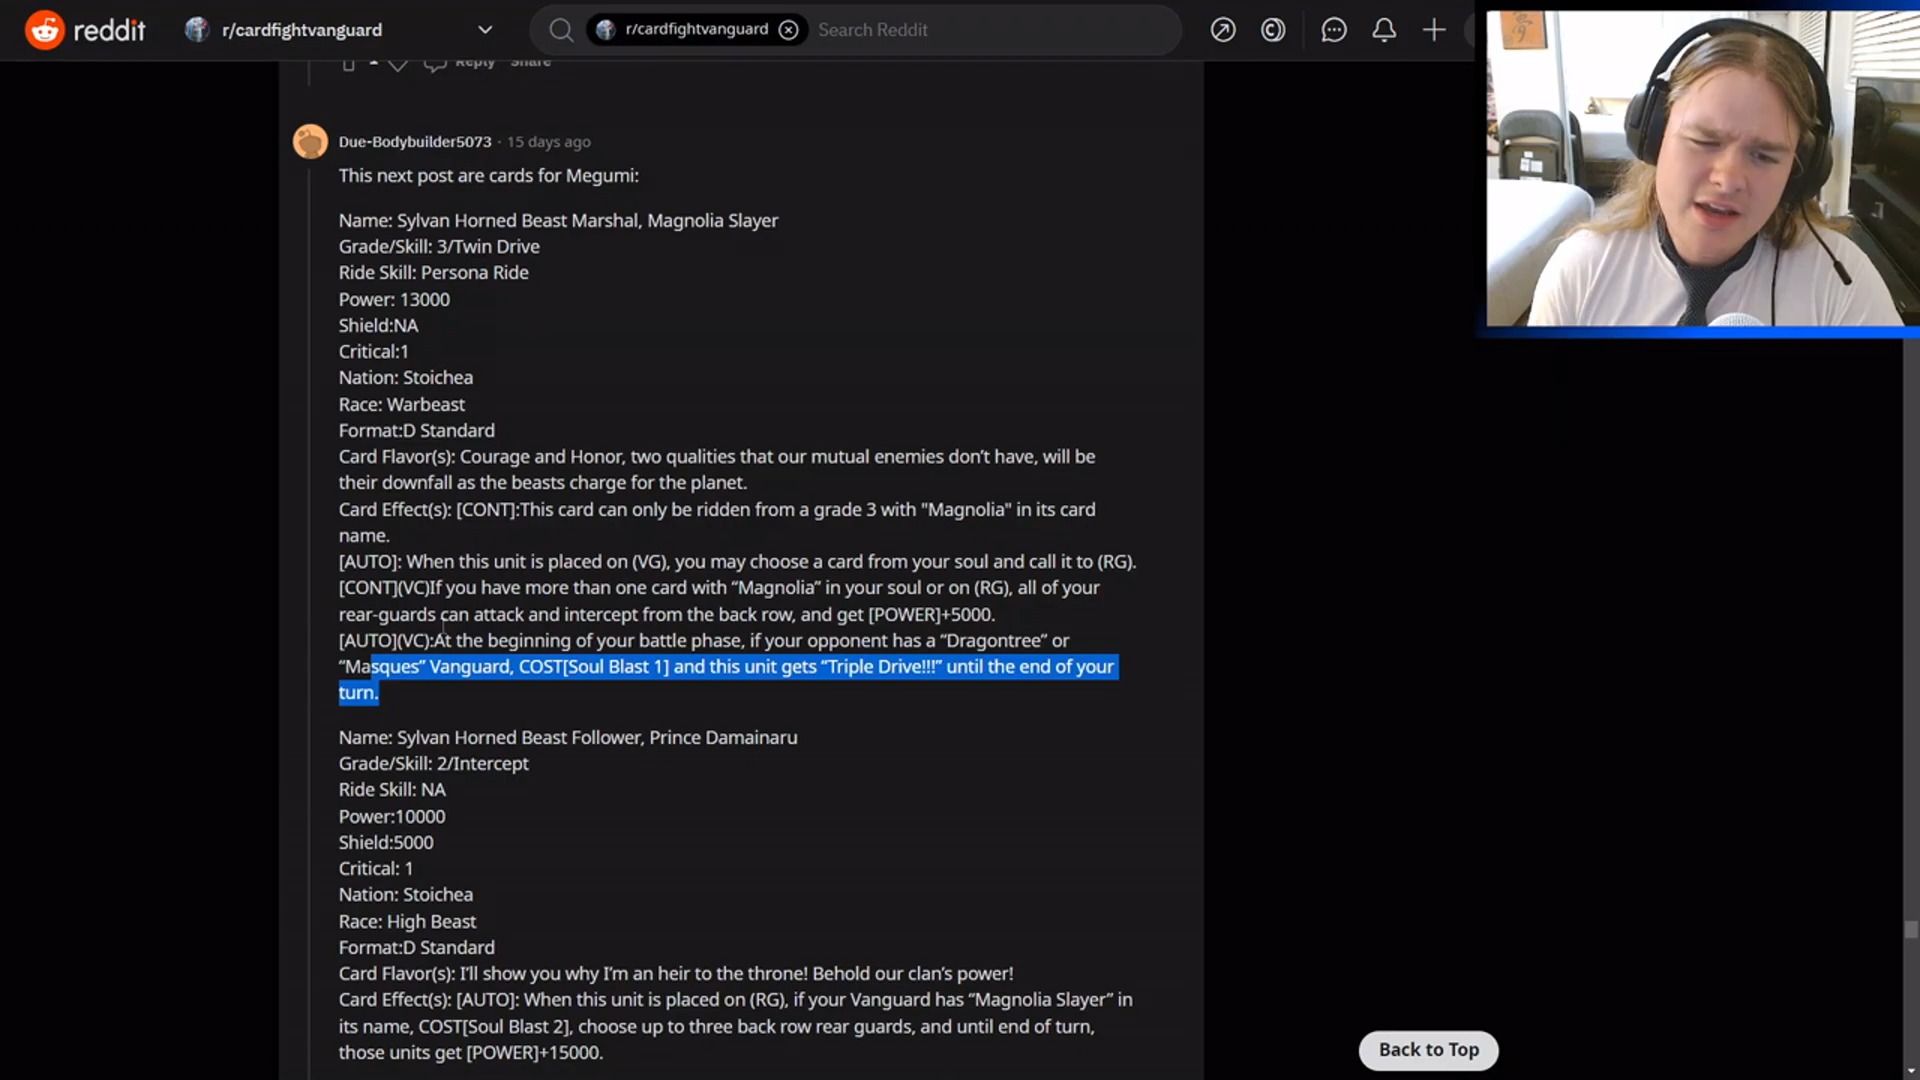 reddit
r/cardfightvanguard
r/cardfightvanguard
Search Reddit
1
Reply
Share
Due-Bodybuilder5073 · 15 days ago
This next post are cards for Megumi:
Name: Sylvan Horned Beast Marshal, Magnolia Slayer
Grade/Skill: 3/Twin Drive
Ride Skill: Persona Ride
Power: 13000
Shield:NA
Critical:1
Nation: Stoichea
Race: Warbeast
Format:D Standard
Card Flavor(s): Courage and Honor, two qualities that our mutual enemies don’t have, will be
their downfall as the beasts charge for the planet.
Card Effect(s): [CONT]:This card can only be ridden from a grade 3 with "Magnolia" in its card
name.
[AUTO]: When this unit is placed on (VG), you may choose a card from your soul and call it to (RG).
[CONT](VC)If you have more than one card with “Magnolia” in your soul or on (RG), all of your
rear-guards can attack and intercept from the back row, and get [POWER]+5000.
[AUTO](VC):At the beginning of your battle phase, if your opponent has a “Dragontree” or
“Masques” Vanguard, COST[Soul Blast 1] and this unit gets “Triple Drive!!!” until the end of your
turn.
Name: Sylvan Horned Beast Follower, Prince Damainaru
Grade/Skill: 2/Intercept
Ride Skill: NA
Power:10000
Shield:5000
Critical: 1
Nation: Stoichea
Race: High Beast
Format:D Standard
Card Flavor(s): I’ll show you why I’m an heir to the throne! Behold our clan’s power!
Card Effect(s): [AUTO]: When this unit is placed on (RG), if your Vanguard has “Magnolia Slayer” in
its name, COST[Soul Blast 2], choose up to three back row rear guards, and until end of turn,
those units get [POWER]+15000.
Back to Top